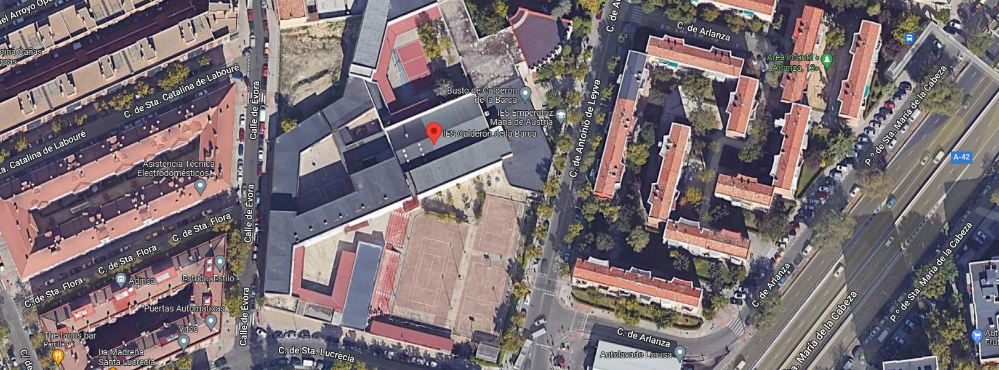 el Arroyo Op
C. de A
C. de Arlanza
cina Cañas
apas
Área infantil «
Arlanza, 13»
C. de Sta. Catalina de Labouré
Calle de Évora
Busto de Calderón
de la Barca
IES Emperatriz
María de Austria
IES Calderón de la Barca
C. de Antonio de Leyva
P.º de Sta. María de la Cabeza
A-42
ta. Catalina de Labouré
Asistencia Técnica
Electrodomésticos...
Calle de Évora
C. de Sta. Flora
C. de Sta. Flora
C. de Sta. Flora
Adinsa
Estudio Estilo
Puertas Automaticas
Vitec
Calle de Évora
The tacos bar
Parrilla • €
La Madreña
Santa Lucrecia
C/ de
C. de Sta. Lucrecia
C. de Arlanza
Autolavado Lorusa
C. de Arlanza
ta. María de la Cabeza
P.º de Sta. María de la Cabeza
Aut
Frut